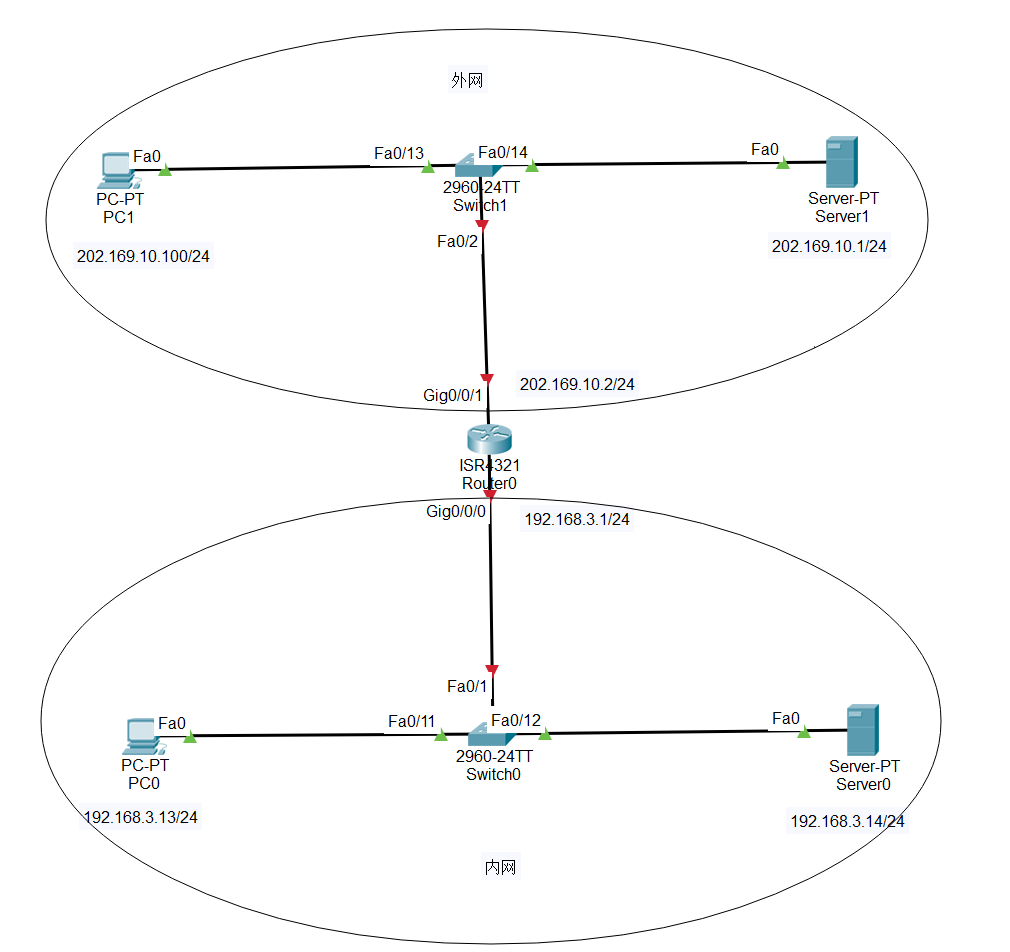 外网
Fa0
Fa0/13
Fa0/14
Fa0
PC-PT
PC1
2960-24TT
Switch1
Server-PT
Server1
202.169.10.100/24
Fa0/2
202.169.10.1/24
Gig0/0/1
202.169.10.2/24
ISR4321
Router0
Gig0/0/0
192.168.3.1/24
Fa0/1
Fa0
Fa0/11
Fa0/12
Fa0
PC-PT
PC0
2960-24TT
Switch0
Server-PT
Server0
192.168.3.13/24
192.168.3.14/24
内网